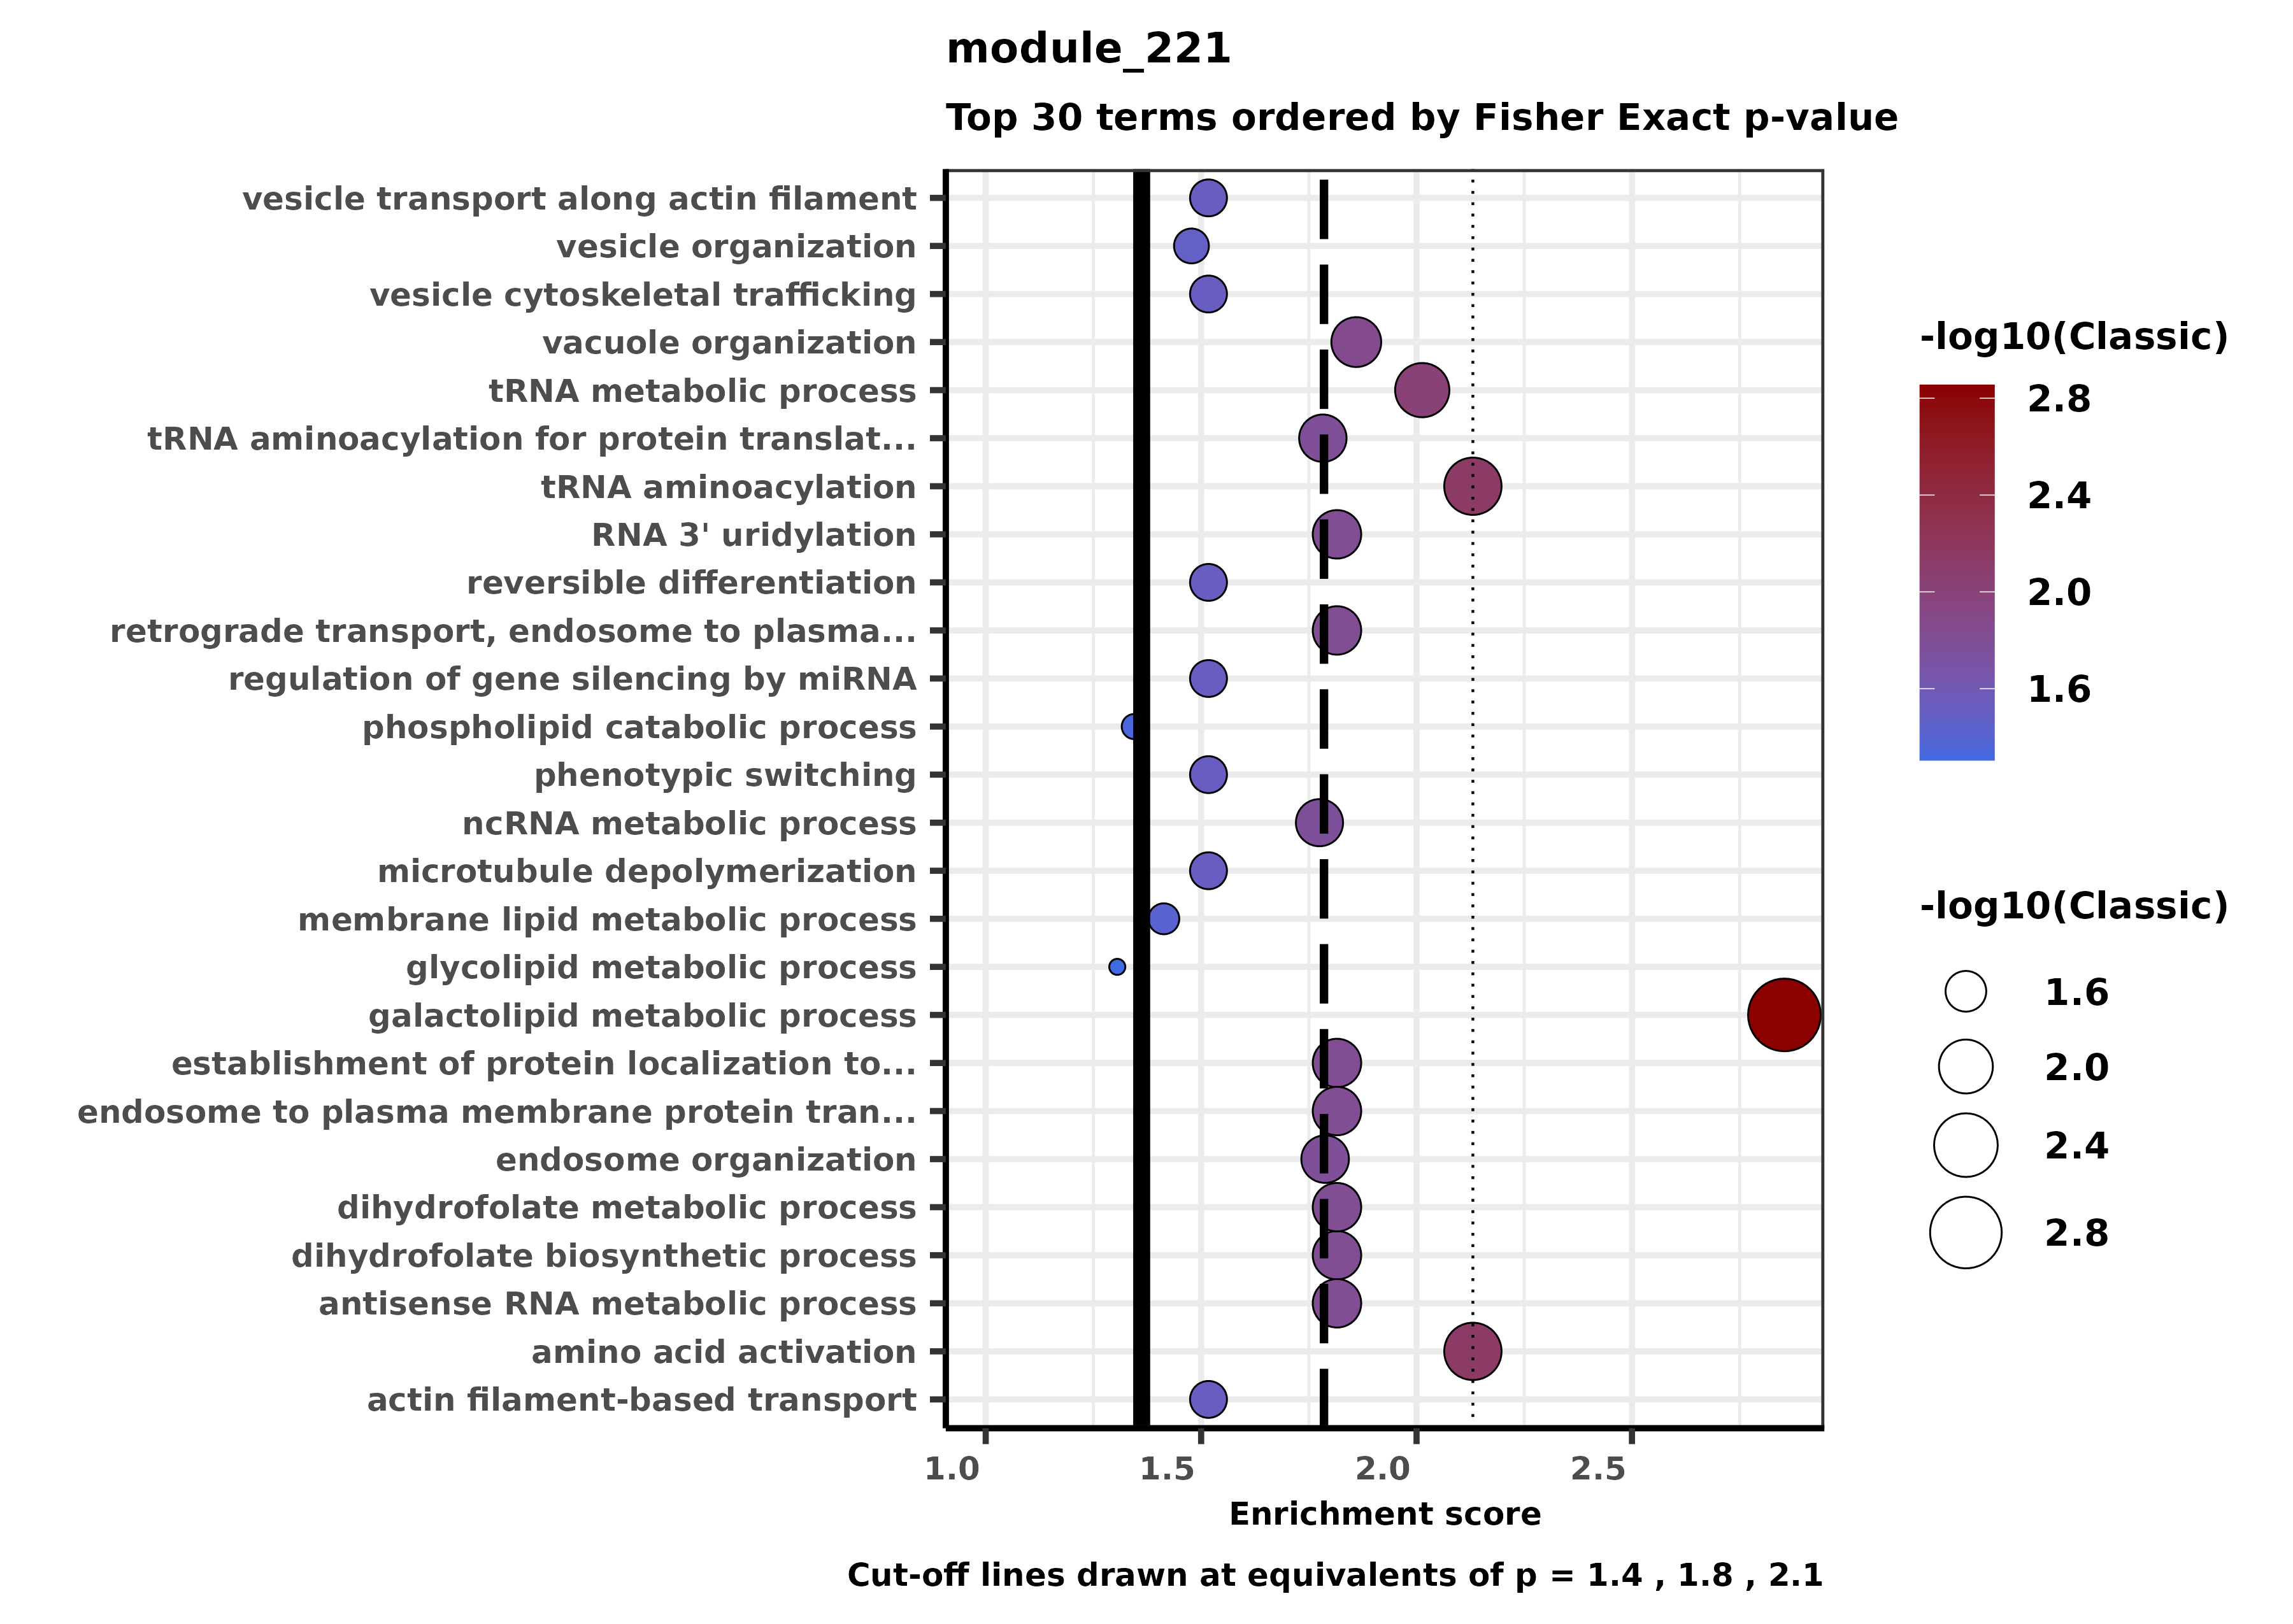 module_221
Top 30 terms ordered by Fisher Exact p-value
vesicle transport along actin filament
vesicle organization
vesicle cytoskeletal trafficking
vacuole organization
tRNA metabolic process
tRNA aminoacylation for protein translat...
tRNA aminoacylation
RNA 3' uridylation
reversible differentiation
retrograde transport, endosome to plasma...
regulation of gene silencing by miRNA
phospholipid catabolic process
phenotypic switching
ncRNA metabolic process
microtubule depolymerization
membrane lipid metabolic process
glycolipid metabolic process
galactolipid metabolic process
establishment of protein localization to...
endosome to plasma membrane protein tran...
endosome organization
dihydrofolate metabolic process
dihydrofolate biosynthetic process
antisense RNA metabolic process
amino acid activation
actin filament-based transport
1.0 1.5 2.0 2.5
Enrichment score
Cut-off lines drawn at equivalents of p = 1.4 , 1.8 , 2.1
-log10(Classic)
2.8
2.4
2.0
1.6
-log10(Classic)
1.6
2.0
2.4
2.8